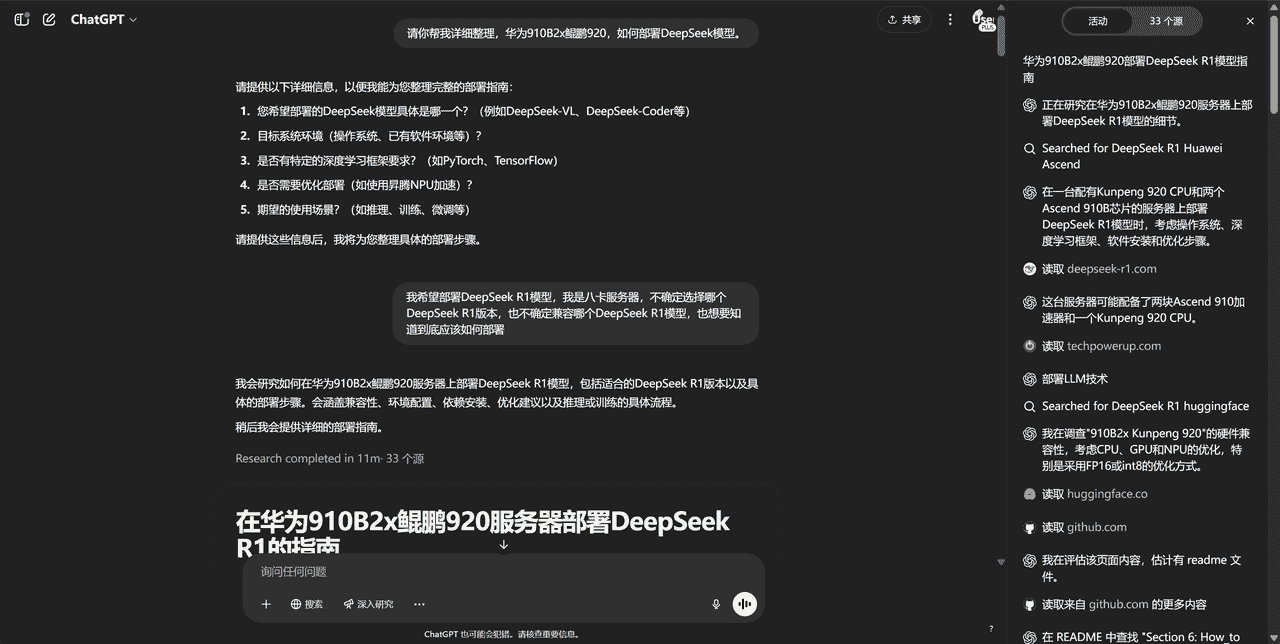 ChatGPT
请你帮我详细整理，华为910B2x鲲鹏920，如何部署DeepSeek模型。
共享
PLUS
请提供以下详细信息，以便我能为您整理完整的部署指南：
1. 您希望部署的DeepSeek模型具体是哪一个？（例如DeepSeek-VL、DeepSeek-Coder等）
2. 目标系统环境（操作系统、已有软件环境等）？
3. 是否有特定的深度学习框架要求？（如PyTorch、TensorFlow）
4. 是否需要优化部署（如使用昇腾NPU加速）？
5. 期望的使用场景？（如推理、训练、微调等）
请提供这些信息后，我将为您整理具体的部署步骤。
我希望部署DeepSeek R1模型，我是八卡服务器，不确定选择哪个
DeepSeek R1版本，也不确定兼容哪个DeepSeek R1模型，也想要知
道到底应该如何部署
我会研究如何在华为910B2x鲲鹏920服务器上部署DeepSeek R1模型，包括适合的DeepSeek R1版本以及具
体的部署步骤。会涵盖兼容性、环境配置、依赖安装、优化建议以及推理或训练的具体流程。
稍后我会提供详细的部署指南。
Research completed in 11m· 33 个源
在华为910B2x鲲鹏920服务器部署DeepSeek
R1的指南
询问任何问题
搜索
深入研究
ChatGPT 也可能会犯错。请核查重要信息。
?
活动
33 个源
华为910B2x鲲鹏920部署DeepSeek R1模型指
南
正在研究在华为910B2x鲲鹏920服务器上部
署DeepSeek R1模型的细节。
Searched for DeepSeek R1 Huawei
Ascend
在一台配有Kunpeng 920 CPU和两个
Ascend 910B芯片的服务器上部署
DeepSeek R1模型时，考虑操作系统、深
度学习框架、软件安装和优化步骤。
读取 deepseek-r1.com
这台服务器可能配备了两块Ascend 910加
速器和一个Kunpeng 920 CPU。
读取 techpowerup.com
部署LLM技术
Searched for DeepSeek R1 huggingface
我在调查"910B2x Kunpeng 920"的硬件兼
容性，考虑CPU、GPU和NPU的优化，特
别是采用FP16或int8的优化方式。
读取 huggingface.co
读取 github.com
我在评估该页面内容，估计有 readme 文
件。
读取来自 github.com 的更多内容
在 README 中查找 "Section 6: How_to